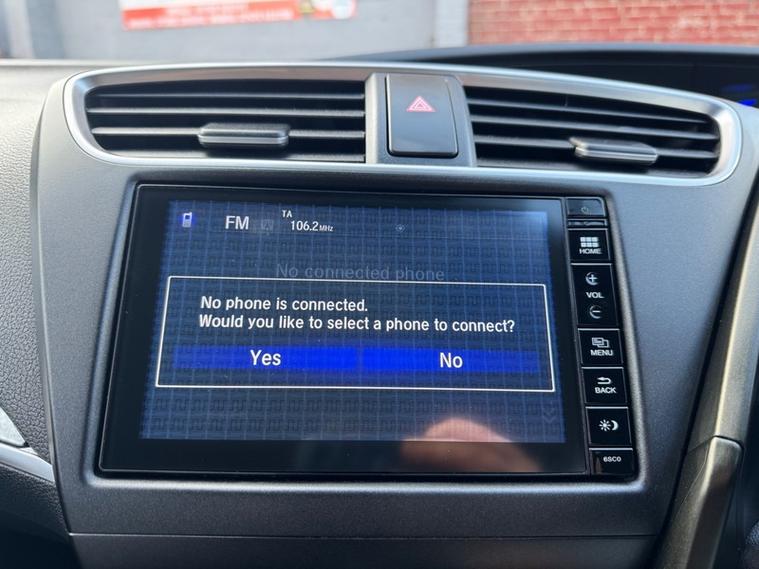 TA
FM
106.2MHz
No connected phone
No phone is connected.
Would you like to select a phone to connect?
Yes
No
HOME
VOL
MENU
BACK
6SC0